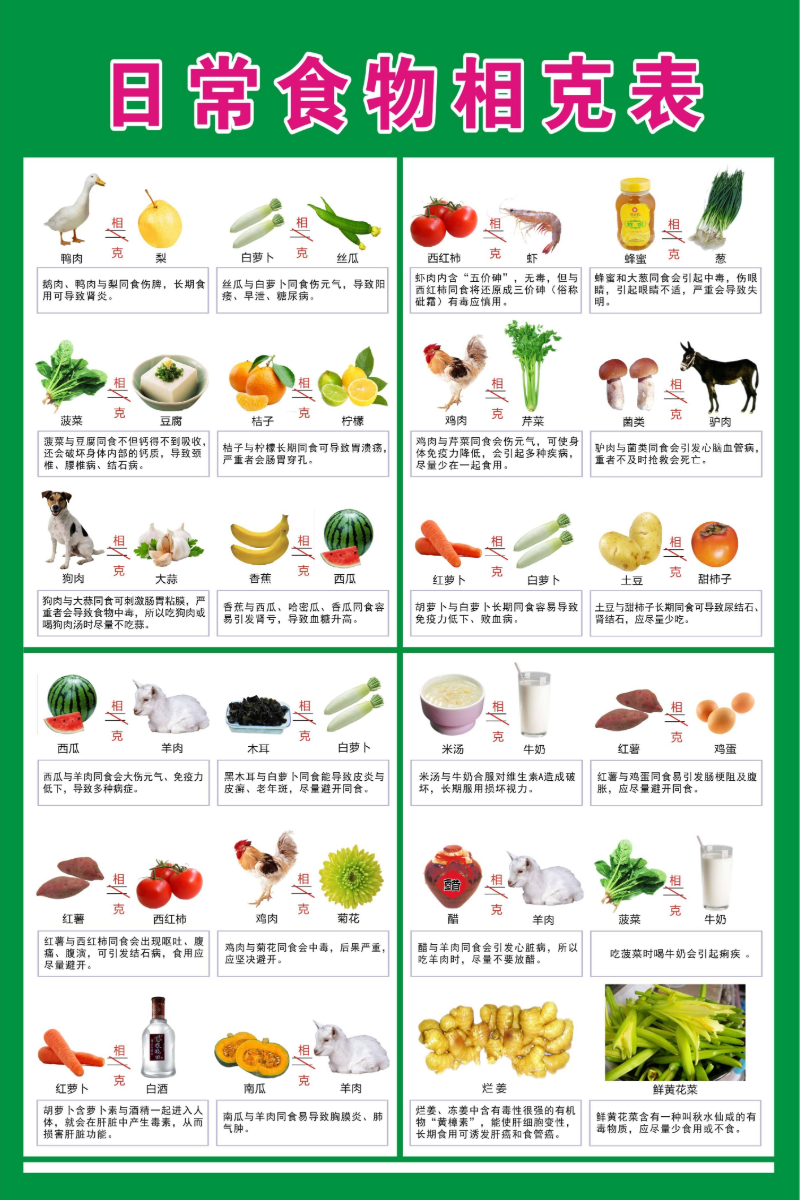 日常食物相克表
鸭肉 相克 梨
鹅肉、鸭肉与梨同食伤脾，长期食
用可导致肾炎。
白萝卜 相克 丝瓜
丝瓜与白萝卜同食伤元气，导致阳
痿、早泄、糖尿病。
菠菜 相克 豆腐
菠菜与豆腐同食不但钙得不到吸收，
还会破坏身体内部的钙质，导致颈
椎、腰椎病、结石病。
桔子 相克 柠檬
桔子与柠檬长期同食可导致胃溃疡，
严重者会肠胃穿孔。
狗肉 相克 大蒜
狗肉与大蒜同食可刺激肠胃粘膜，严
重者会导致食物中毒，所以吃狗肉或
喝狗肉汤时尽量不吃蒜。
香蕉 相克 西瓜
香蕉与西瓜、哈密瓜、香瓜同食容
易引发肾亏，导致血糖升高。
西红柿 相克 虾
虾肉内含“五价砷”，无毒，但与
西红柿同食将还原成三价砷（俗称
砒霜）有毒应慎用。
蜂蜜 相克 葱
蜂蜜和大葱同食会引起中毒，伤眼
睛，引起眼睛不适，严重会导致失
明。
鸡肉 相克 芹菜
鸡肉与芹菜同食会伤元气，可使身
体免疫力降低，会引起多种疾病，
尽量少在一起食用。
菌类 相克 驴肉
驴肉与菌类同食会引发心脑血管病，
重者不及时抢救会死亡。
红萝卜 相克 白萝卜
胡萝卜与白萝卜长期同食容易导致
免疫力低下、败血病。
土豆 相克 甜柿子
土豆与甜柿子长期同食可导致尿结石、
肾结石，应尽量少吃。
西瓜 相克 羊肉
西瓜与羊肉同食会大伤元气、免疫力
低下，导致多种病症。
木耳 相克 白萝卜
黑木耳与白萝卜同食能导致皮炎与
皮癣、老年斑，尽量避开同食。
红薯 相克 西红柿
红薯与西红柿同食会出现呕吐、腹
痛、腹演，可引发结石病，食用应
尽量避开。
鸡肉 相克 菊花
鸡肉与菊花同食会中毒，后果严重，
应坚决避开。
红萝卜 相克 白酒
胡萝卜含萝卜素与酒精一起进入人
体，就会在肝脏中产生毒素，从而
损害肝脏功能。
南瓜 相克 羊肉
南瓜与羊肉同食易导致胸膜炎、肺
气肿。
米汤 相克 牛奶
米汤与牛奶合服对维生素A造成破
坏，长期服用损坏视力。
红薯 相克 鸡蛋
红薯与鸡蛋同食易引发肠梗阻及腹
胀，应尽量避开同食。
醋 相克 羊肉
醋与羊肉同食会引发心脏病，所以
吃羊肉时，尽量不要放醋。
菠菜 相克 牛奶
吃菠菜时喝牛奶会引起痢疾 。
烂姜
烂姜、冻姜中含有毒性很强的有机
物“黄樟素”，能使肝细胞变性，
长期食用可诱发肝癌和食管癌。
鲜黄花菜
鲜黄花菜含有一种叫秋水仙咸的有
毒物质，应尽量少食用或不食。